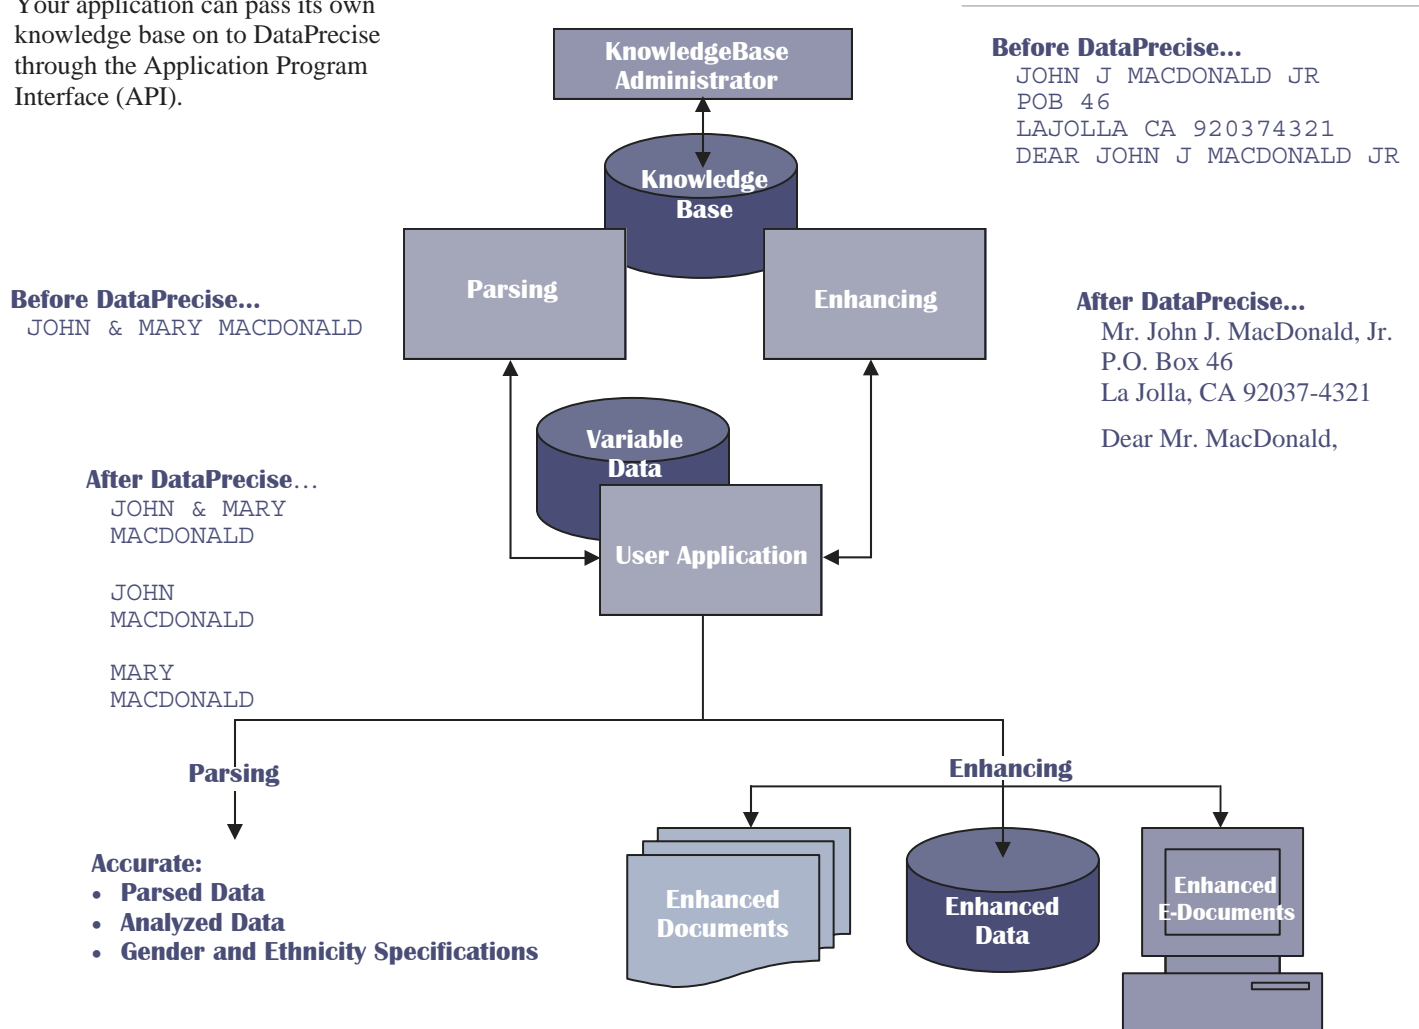 Your application can pass its own
knowledge base on to DataPrecise
through the Application Program
Interface (API).
KnowledgeBase
Administrator
Knowledge
Base
Parsing
Enhancing
Before DataPrecise...
JOHN J MACDONALD JR
POB 46
LAJOLLA CA 920374321
DEAR JOHN J MACDONALD JR
Before DataPrecise...
JOHN & MARY MACDONALD
After DataPrecise...
Mr. John J. MacDonald, Jr.
P.O. Box 46
La Jolla, CA 92037-4321
Dear Mr. MacDonald,
Variable
Data
User Application
After DataPrecise...
JOHN & MARY
MACDONALD
JOHN
MACDONALD
MARY
MACDONALD
Parsing
Enhancing
Accurate:
• Parsed Data
• Analyzed Data
• Gender and Ethnicity Specifications
Enhanced
Documents
Enhanced
Data
Enhanced
E-Documents